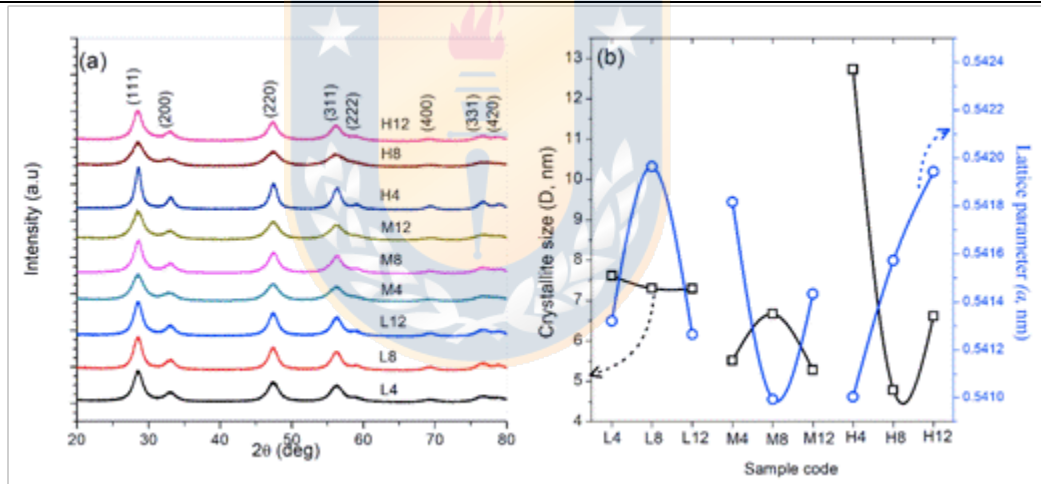 (a)
(111)
(200)
(220)
(311)
(222)
(400)
(331)
(420)
H12
H8
H4
M12
M8
M4
L12
L8
L4
Intensity (a.u)
20 30 40 50 60 70 80
2θ (deg)
(b)
13
12
11
10
9
8
7
6
5
4
Crystallite size (D, nm)
0.5424
0.5422
0.5420
0.5418
0.5416
0.5414
0.5412
0.5410
Lattice parameter (a, nm)
L4 L8 L12 M4 M8 M12 H4 H8 H12
Sample code